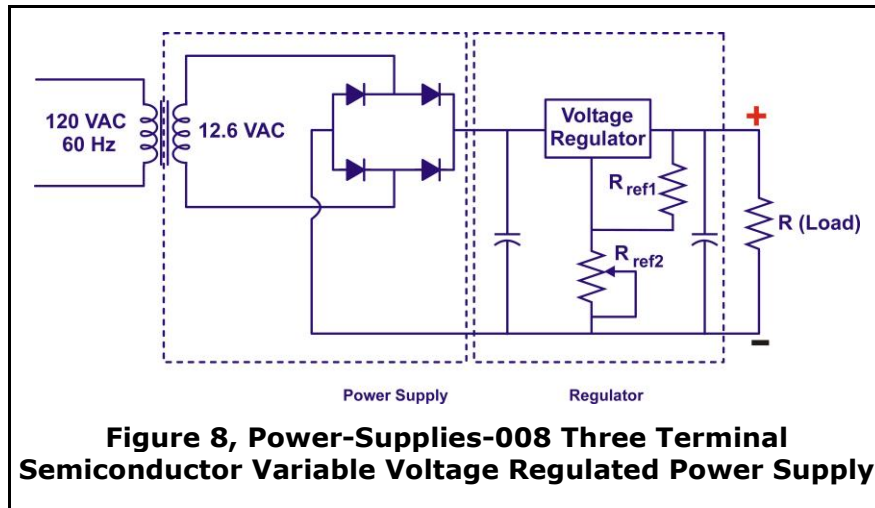 120 VAC
60 Hz
12.6 VAC
Voltage
Regulator
+
R ref1
R ref2
R (Load)
–
Power Supply
Regulator
Figure 8, Power-Supplies-008 Three Terminal
Semiconductor Variable Voltage Regulated Power Supply